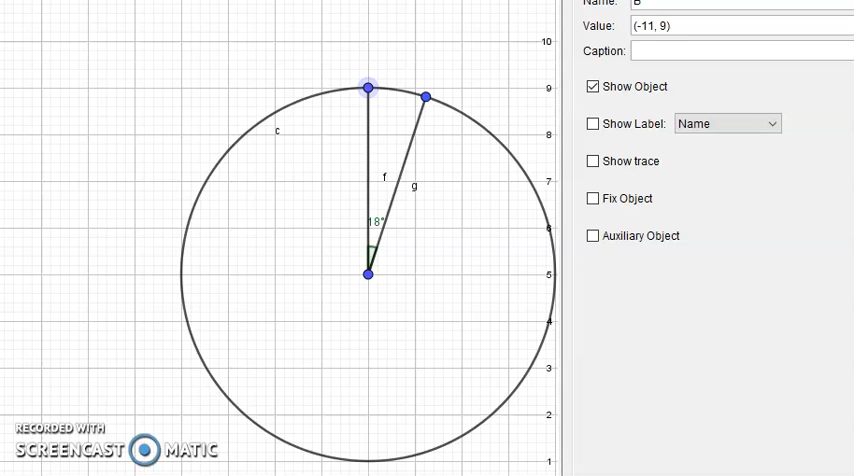 Name: B
Value: (-11, 9)
Caption:
Show Object
Show Label: Name
Show trace
Fix Object
Auxiliary Object
10
9
8
7
6
5
4
3
2
1
c
f
g
18°
RECORDED WITH
SCREENCAST MATIC